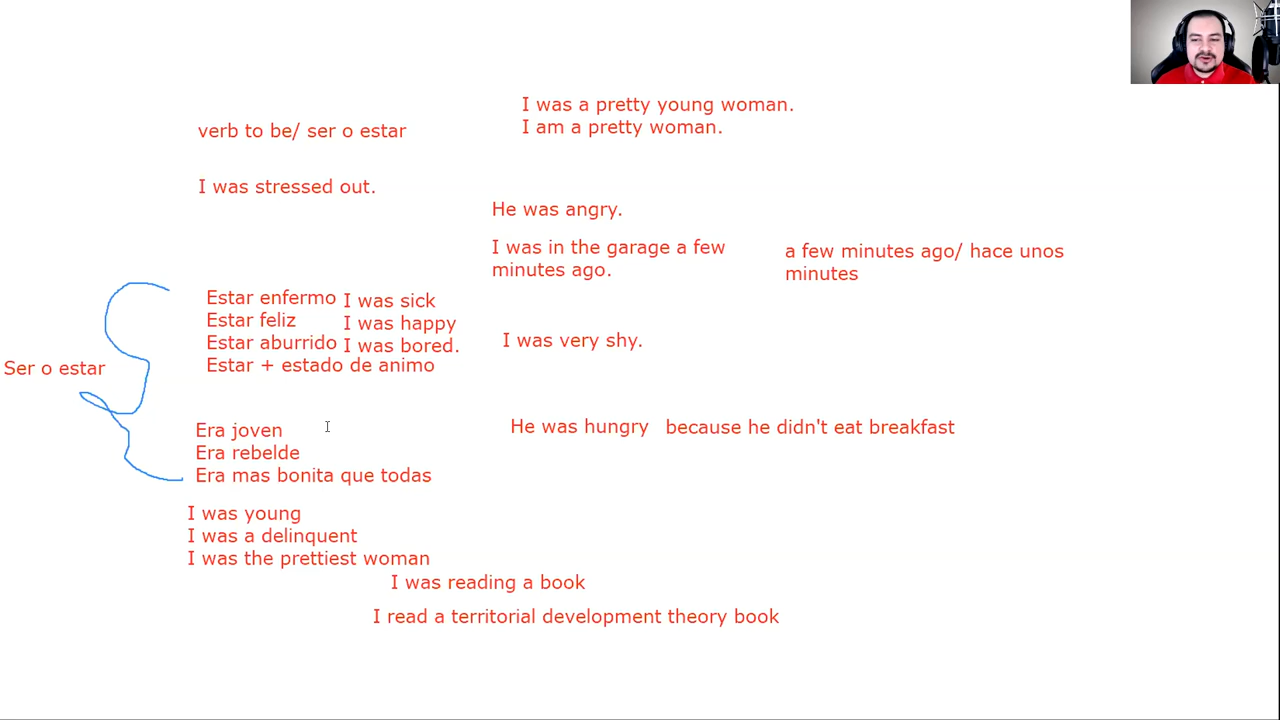 I was a pretty young woman.
I am a pretty woman.
verb to be/ ser o estar
I was stressed out.
He was angry.
I was in the garage a few
minutes ago.
a few minutes ago/ hace unos
minutes
Estar enfermo
Estar feliz
Estar aburrido
Estar + estado de animo
I was sick
I was happy
I was bored.
I was very shy.
Ser o estar
Era joven
Era rebelde
Era mas bonita que todas
He was hungry
because he didn't eat breakfast
I was young
I was a delinquent
I was the prettiest woman
I was reading a book
I read a territorial development theory book